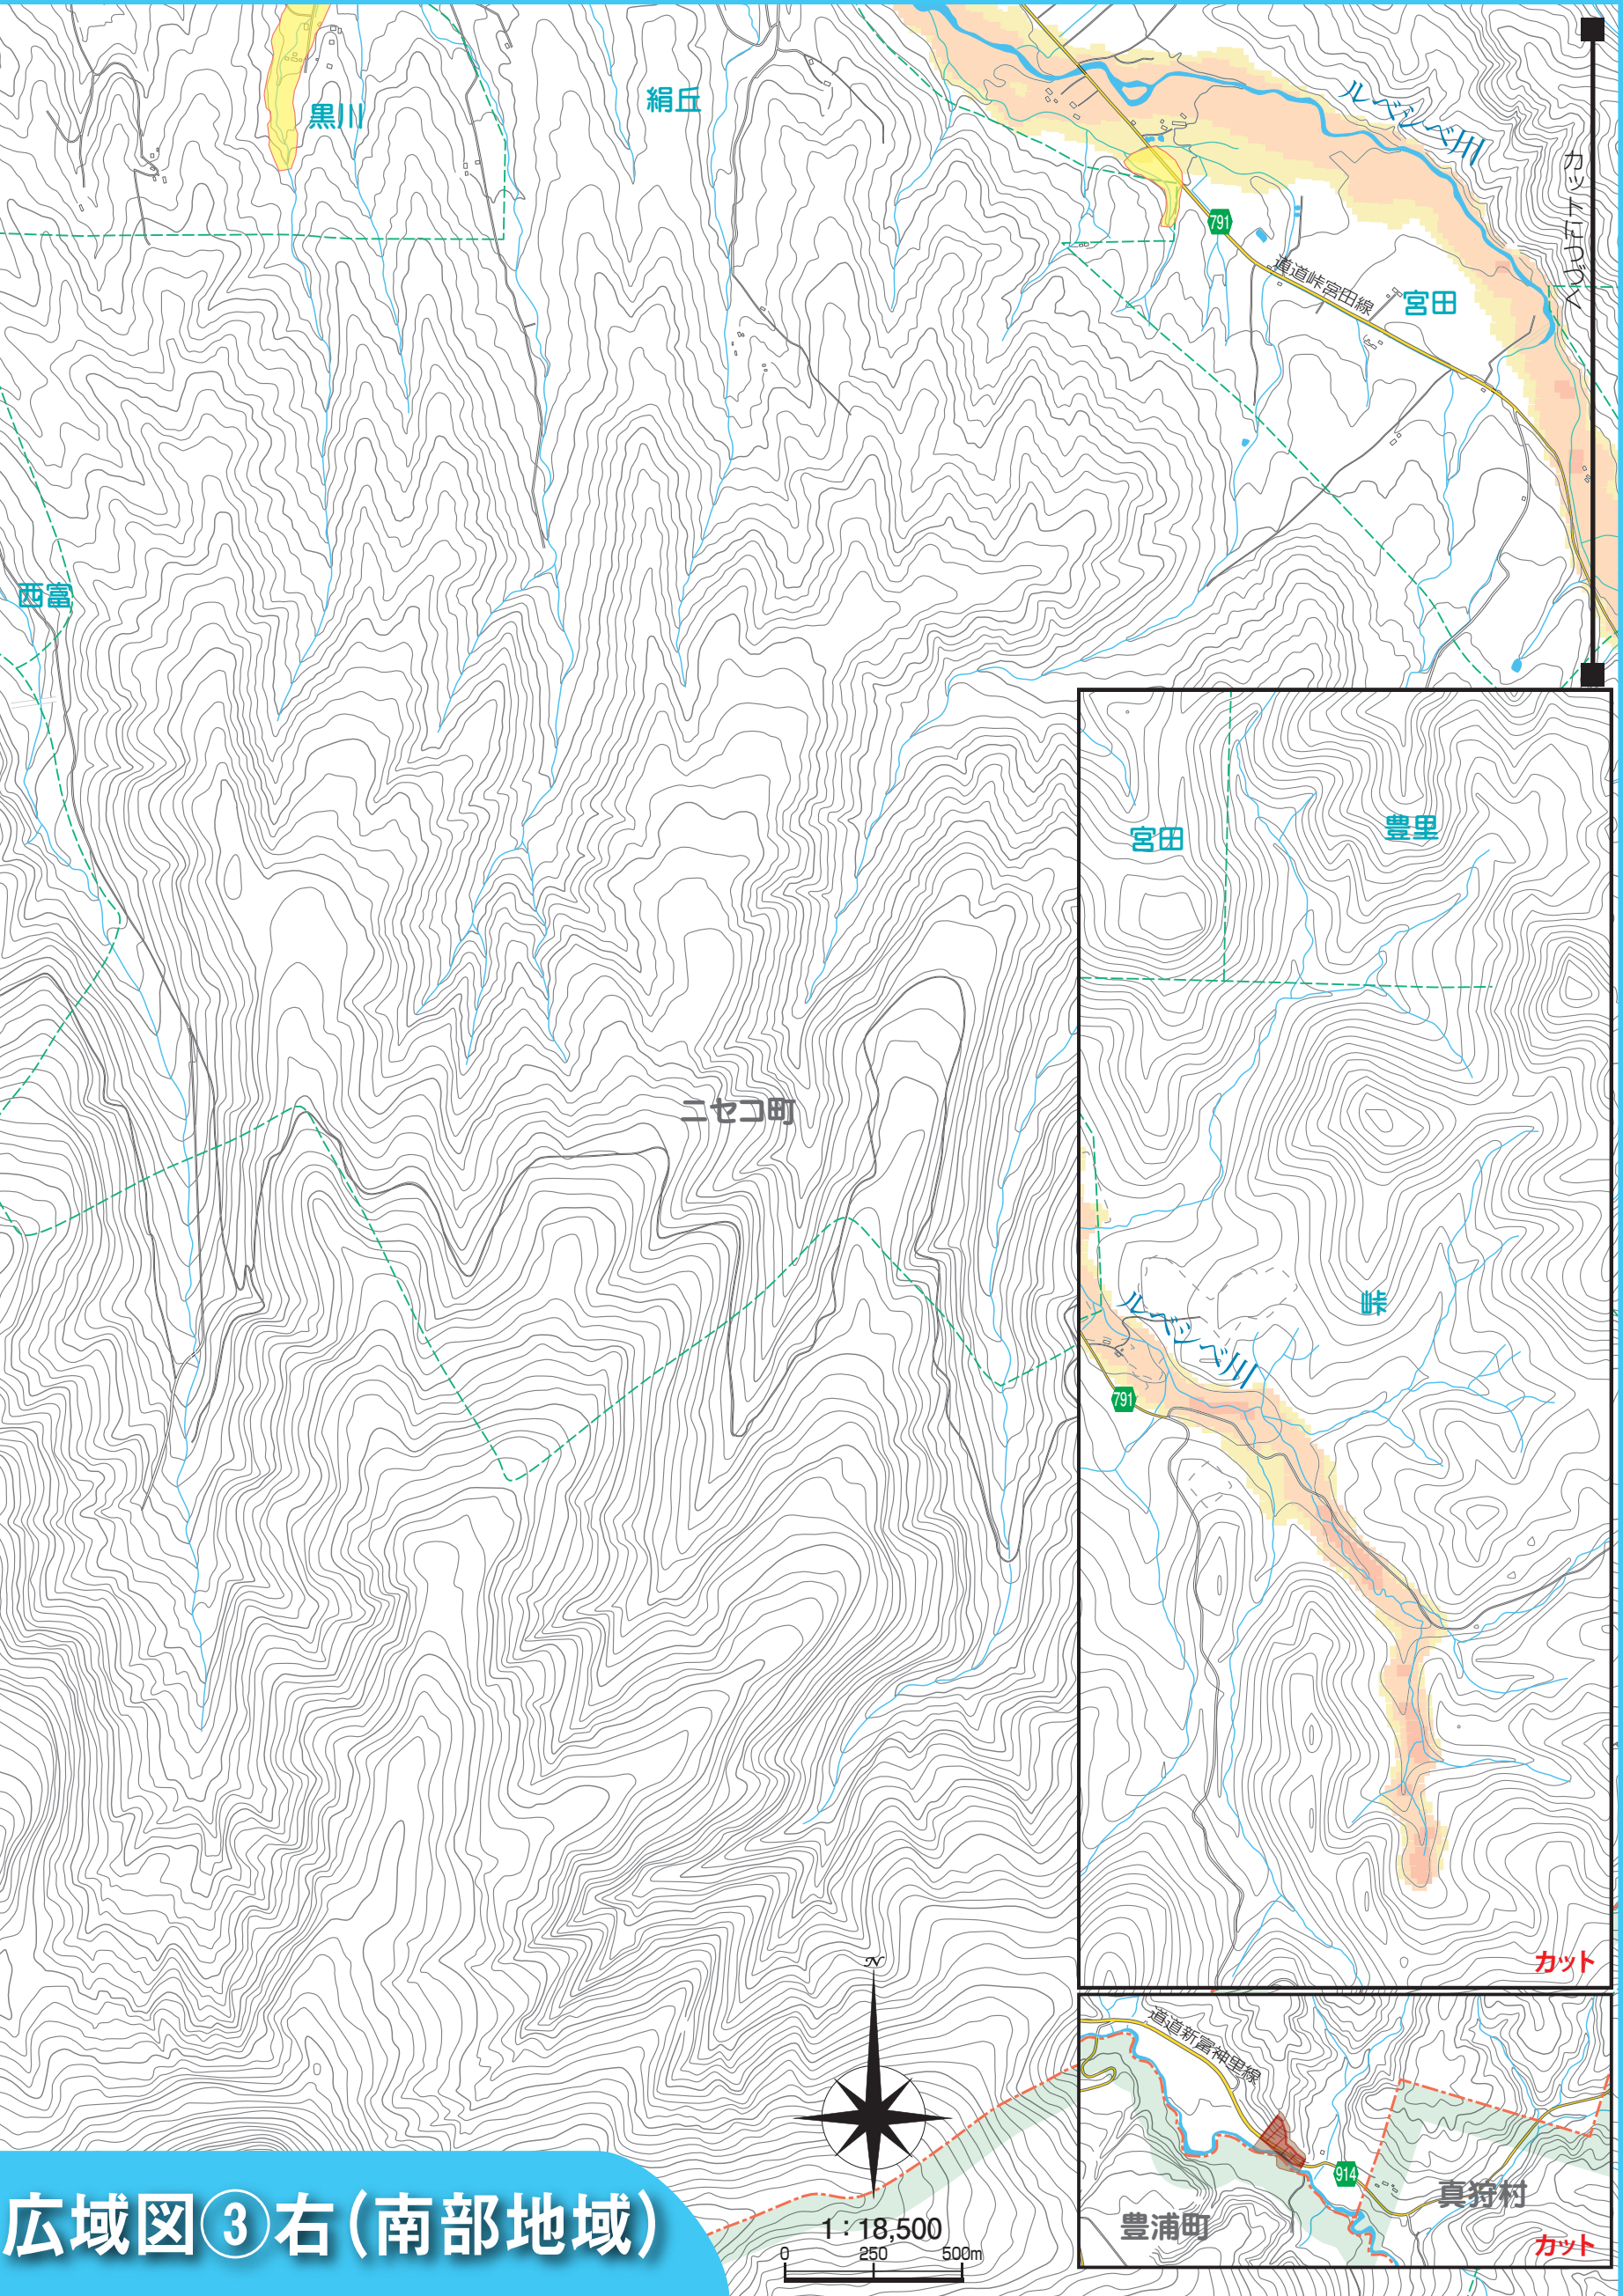 黒川
絹丘
ルベシベ川
カットにつづく
791
道道峠宮田線
宮田
西富
宮田
豊里
ニセコ町
ルベシベ川
峠
791
カット
N
道道新富神里線
914
真狩村
豊浦町
カット
広域図③右(南部地域)
1:18,500
0 250 500m